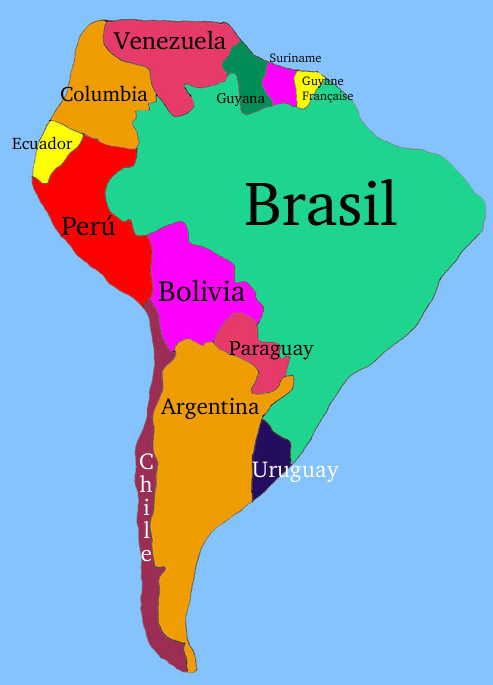 Venezuela
Suriname
Guyane
Française
Columbia
Guyana
Ecuador
Brasil
Perú
Bolivia
Paraguay
Argentina
Chile
Uruguay